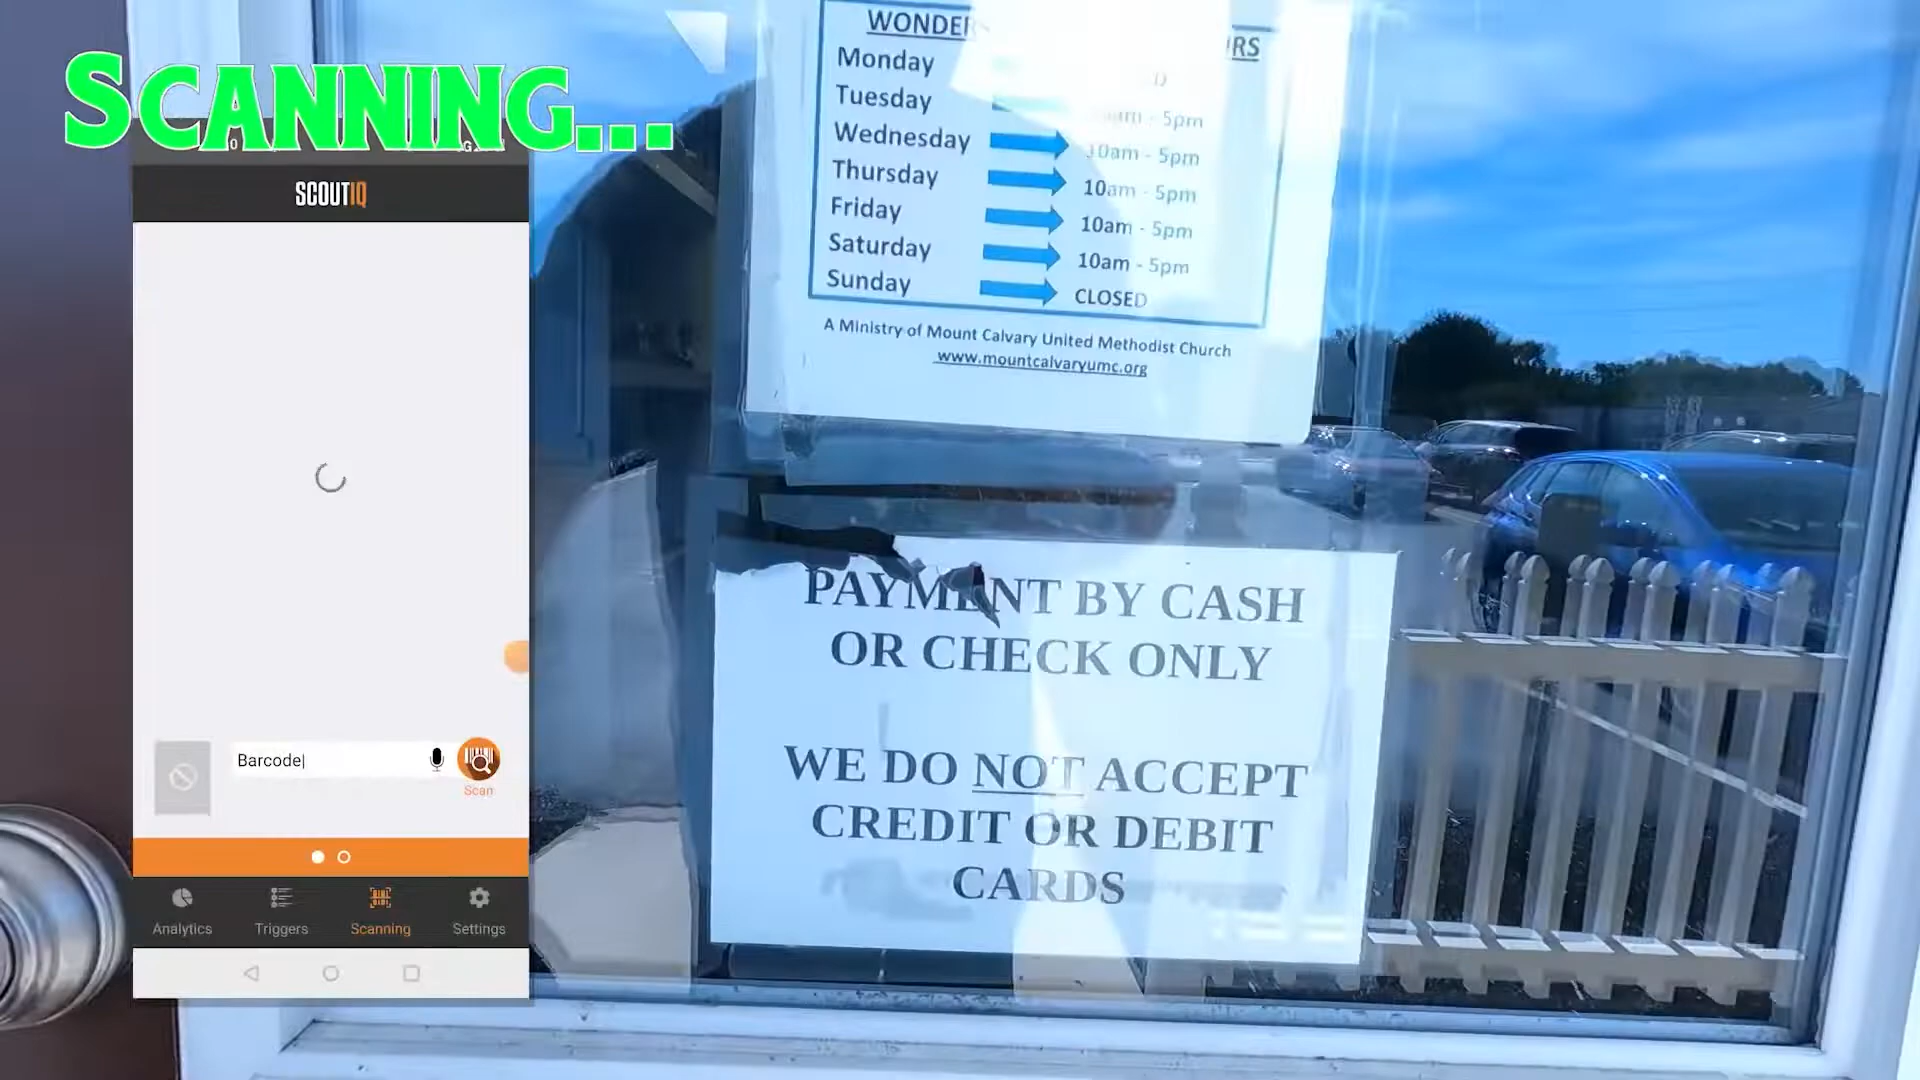 SCANNING...
SCOUTIQ
Barcode
Scan
Analytics
Triggers
Scanning
Settings
Monday
Tuesday - 5pm
Wednesday 10am - 5pm
Thursday 10am - 5pm
Friday 10am - 5pm
Saturday 10am - 5pm
Sunday CLOSED
A Ministry of Mount Calvary United Methodist Church
www.mountcalvaryumc.org
PAYMENT BY CASH
OR CHECK ONLY
WE DO NOT ACCEPT
CREDIT OR DEBIT
CARDS